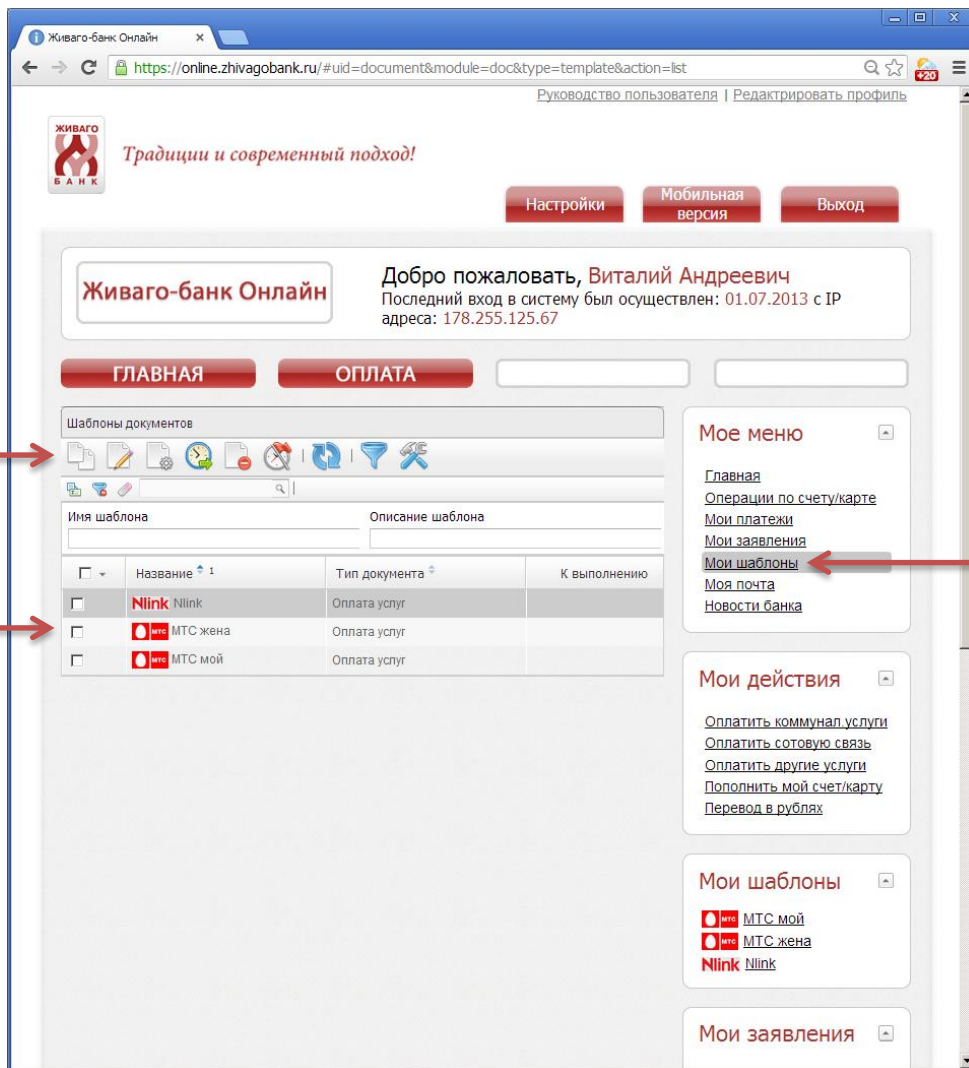 Живаго-банк Онлайн
https://online.zhivagobank.ru/#uid=document&module=doc&type=template&action=list
+20
Руководство пользователя | Редактрировать профиль
ЖИВАГО
БАНК
Традиции и современный подход!
Настройки
Мобильная версия
Выход
Живаго-банк Онлайн
Добро пожаловать, Виталий Андреевич
Последний вход в систему был осуществлен: 01.07.2013 с IP
адреса: 178.255.125.67
ГЛАВНАЯ
ОПЛАТА
Шаблоны документов
Имя шаблона
Описание шаблона
Название 1
Тип документа
К выполнению
Nlink Nlink
Оплата услуг
МТС МТС жена
Оплата услуг
МТС МТС мой
Оплата услуг
Мое меню
Главная
Операции по счету/карте
Мои платежи
Мои заявления
Мои шаблоны
Моя почта
Новости банка
Мои действия
Оплатить коммунал.услуги
Оплатить сотовую связь
Оплатить другие услуги
Пополнить мой счет/карту
Перевод в рублях
Мои шаблоны
МТС МТС мой
МТС МТС жена
Nlink Nlink
Мои заявления